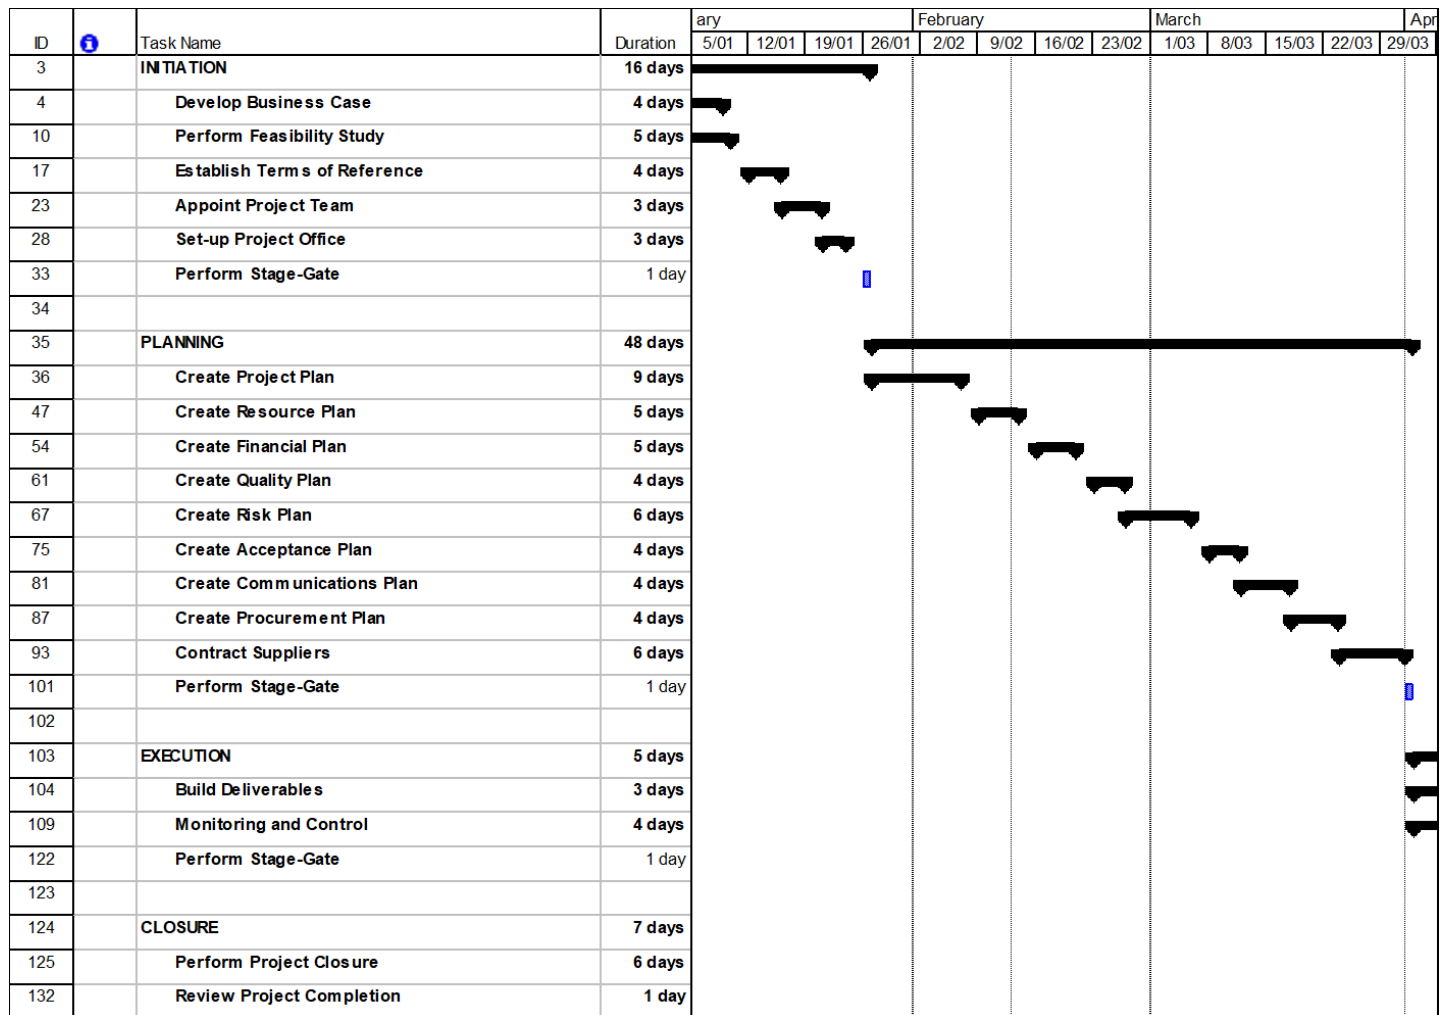 ary February March Apr
ID Task Name Duration 5/01 12/01 19/01 26/01 2/02 9/02 16/02 23/02 1/03 8/03 15/03 22/03 29/03
3 INITIATION 16 days
4 Develop Business Case 4 days
10 Perform Feasibility Study 5 days
17 Establish Terms of Reference 4 days
23 Appoint Project Team 3 days
28 Set-up Project Office 3 days
33 Perform Stage-Gate 1 day
34
35 PLANNING 48 days
36 Create Project Plan 9 days
47 Create Resource Plan 5 days
54 Create Financial Plan 5 days
61 Create Quality Plan 4 days
67 Create Risk Plan 6 days
75 Create Acceptance Plan 4 days
81 Create Communications Plan 4 days
87 Create Procurement Plan 4 days
93 Contract Suppliers 6 days
101 Perform Stage-Gate 1 day
102
103 EXECUTION 5 days
104 Build Deliverables 3 days
109 Monitoring and Control 4 days
122 Perform Stage-Gate 1 day
123
124 CLOSURE 7 days
125 Perform Project Closure 6 days
132 Review Project Completion 1 day